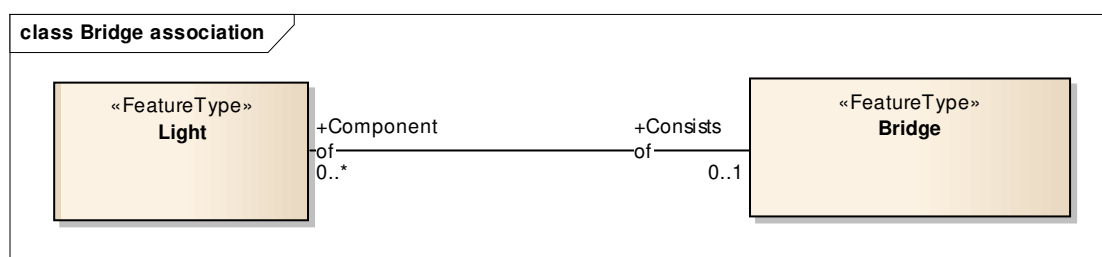 class Bridge association
«FeatureType»
Light
+Component
of
0..*
+Consists
of
0..1
«FeatureType»
Bridge